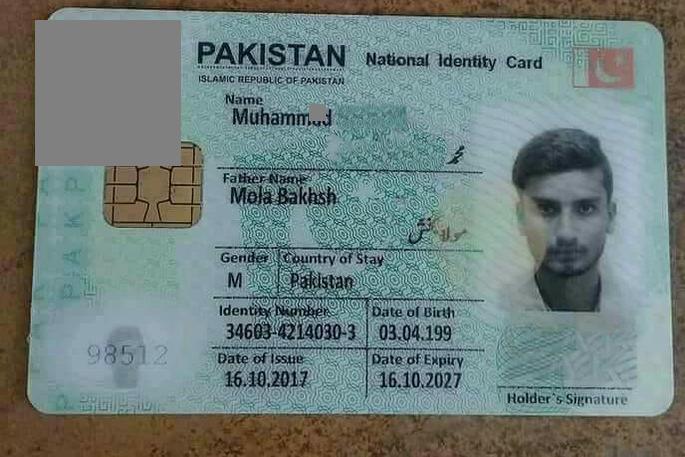 PAKISTAN National Identity Card
ISLAMIC REPUBLIC OF PAKISTAN
Name
Muhammad
محمد
Father Name
Mola Bakhsh
مولا بخش
Gender Country of Stay
M Pakistan
Identity Number Date of Birth
34603-4214030-3 03.04.199
Date of Issue Date of Expiry
16.10.2017 16.10.2027
98512
Holder's Signature
PAKP